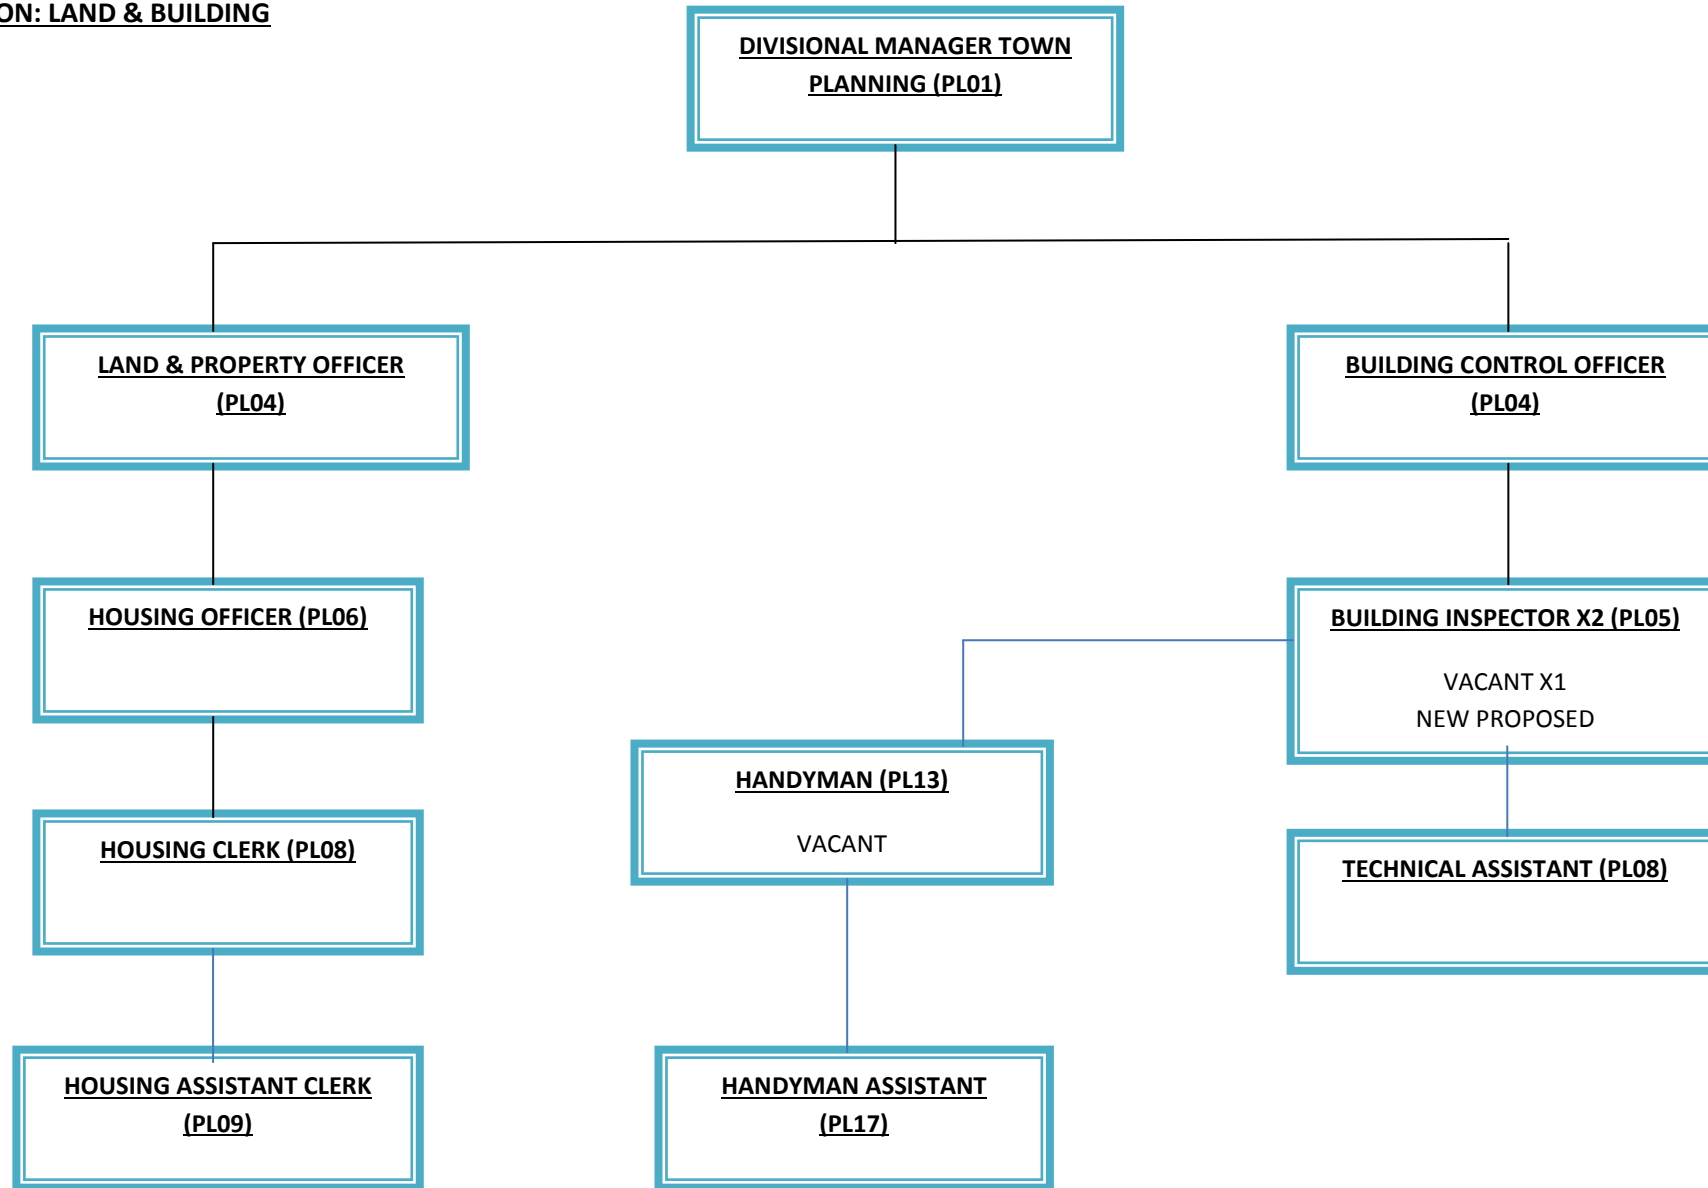 ON: LAND & BUILDING
DIVISIONAL MANAGER TOWN
PLANNING (PL01)
LAND & PROPERTY OFFICER
(PL04)
BUILDING CONTROL OFFICER
(PL04)
HOUSING OFFICER (PL06)
BUILDING INSPECTOR X2 (PL05)
VACANT X1
NEW PROPOSED
HANDYMAN (PL13)
VACANT
HOUSING CLERK (PL08)
TECHNICAL ASSISTANT (PL08)
HOUSING ASSISTANT CLERK
(PL09)
HANDYMAN ASSISTANT
(PL17)